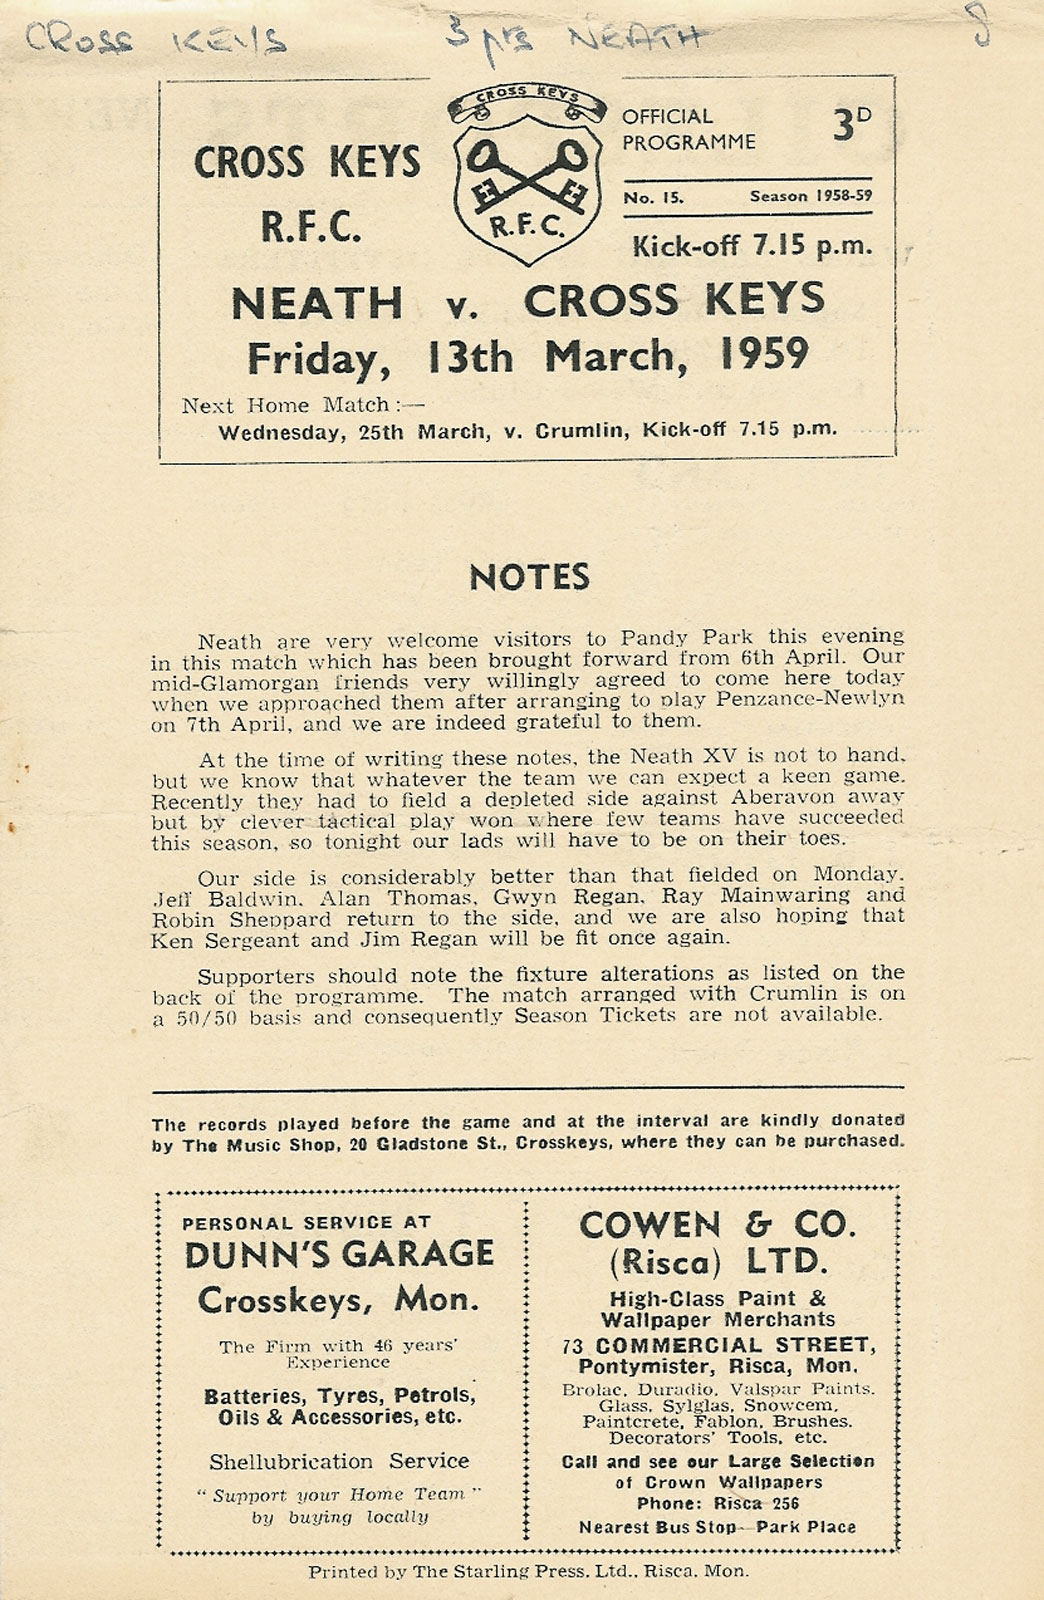 CROSS KEYS 3 pts NEATH 8
CROSS KEYS
R.F.C.
CROSS KEYS
R.F.C.
OFFICIAL
PROGRAMME 3D
No. 15. Season 1958-59
Kick-off 7.15 p.m.
NEATH v. CROSS KEYS
Friday, 13th March, 1959
Next Home Match :—
Wednesday, 25th March, v. Crumlin, Kick-off 7.15 p.m.
NOTES
Neath are very welcome visitors to Pandy Park this evening
in this match which has been brought forward from 6th April. Our
mid-Glamorgan friends very willingly agreed to come here today
when we approached them after arranging to play Penzance-Newlyn
on 7th April, and we are indeed grateful to them.
At the time of writing these notes, the Neath XV is not to hand,
but we know that whatever the team we can expect a keen game.
Recently they had to field a depleted side against Aberavon away
but by clever tactical play won where few teams have succeeded
this season, so tonight our lads will have to be on their toes.
Our side is considerably better than that fielded on Monday.
Jeff Baldwin, Alan Thomas, Gwyn Regan, Ray Mainwaring and
Robin Sheppard return to the side, and we are also hoping that
Ken Sergeant and Jim Regan will be fit once again.
Supporters should note the fixture alterations as listed on the
back of the programme. The match arranged with Crumlin is on
a 50/50 basis and consequently Season Tickets are not available.
The records played before the game and at the interval are kindly donated
by The Music Shop, 20 Gladstone St., Crosskeys, where they can be purchased.
PERSONAL SERVICE AT
DUNN'S GARAGE
Crosskeys, Mon.
The Firm with 46 years'
Experience
Batteries, Tyres, Petrols,
Oils & Accessories, etc.
Shellubrication Service
"Support your Home Team"
by buying locally
COWEN & CO.
(Risca) LTD.
High-Class Paint &
Wallpaper Merchants
73 COMMERCIAL STREET,
Pontymister, Risca, Mon.
Brolac, Duradio, Valspar Paints.
Glass, Sylglas, Snowcem,
Paintcrete, Fablon, Brushes.
Decorators' Tools, etc.
Call and see our Large Selection
of Crown Wallpapers
Phone: Risca 256
Nearest Bus Stop—Park Place
Printed by The Starling Press, Ltd., Risca, Mon.